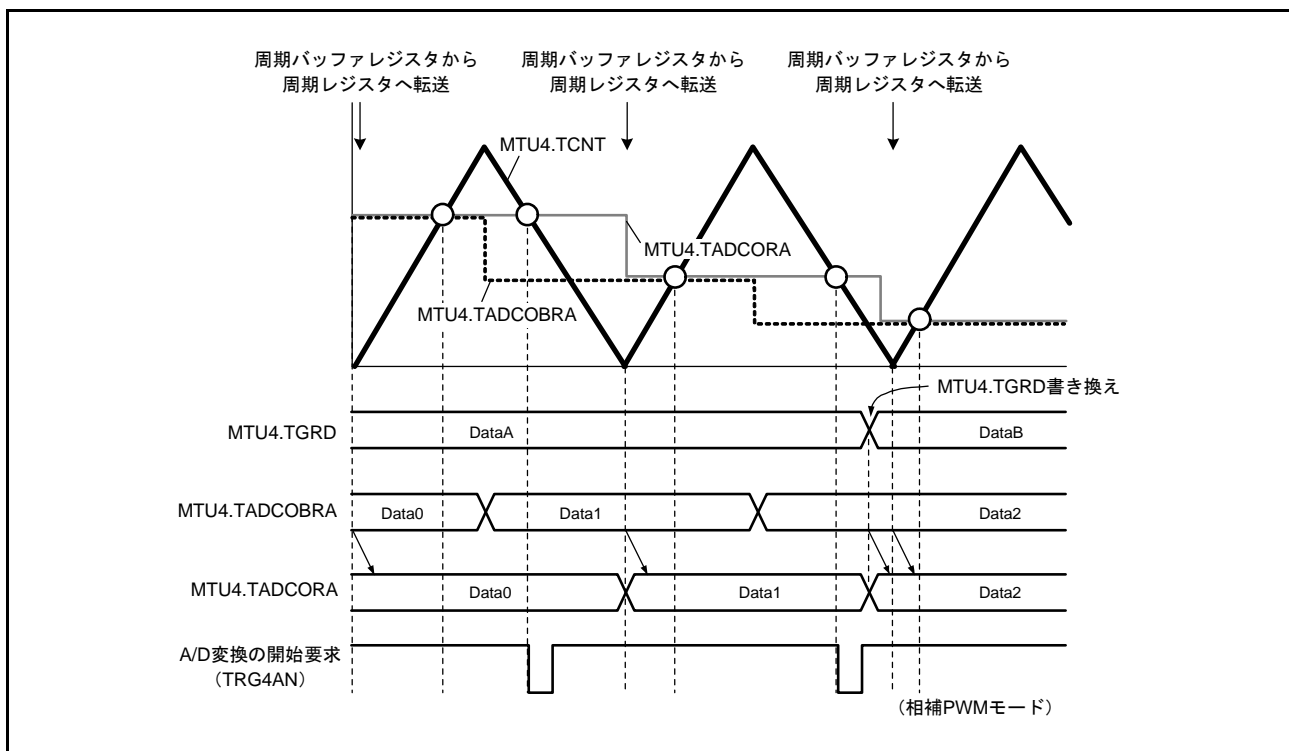 周期バッファレジスタから
周期レジスタへ転送
周期バッファレジスタから
周期レジスタへ転送
周期バッファレジスタから
周期レジスタへ転送
MTU4.TCNT
MTU4.TADCORA
MTU4.TADCOBRA
MTU4.TGRD書き換え
MTU4.TGRD
DataA
DataB
MTU4.TADCOBRA
Data0
Data1
Data2
MTU4.TADCORA
Data0
Data1
Data2
A/D変換の開始要求
（TRG4AN）
（相補PWMモード）